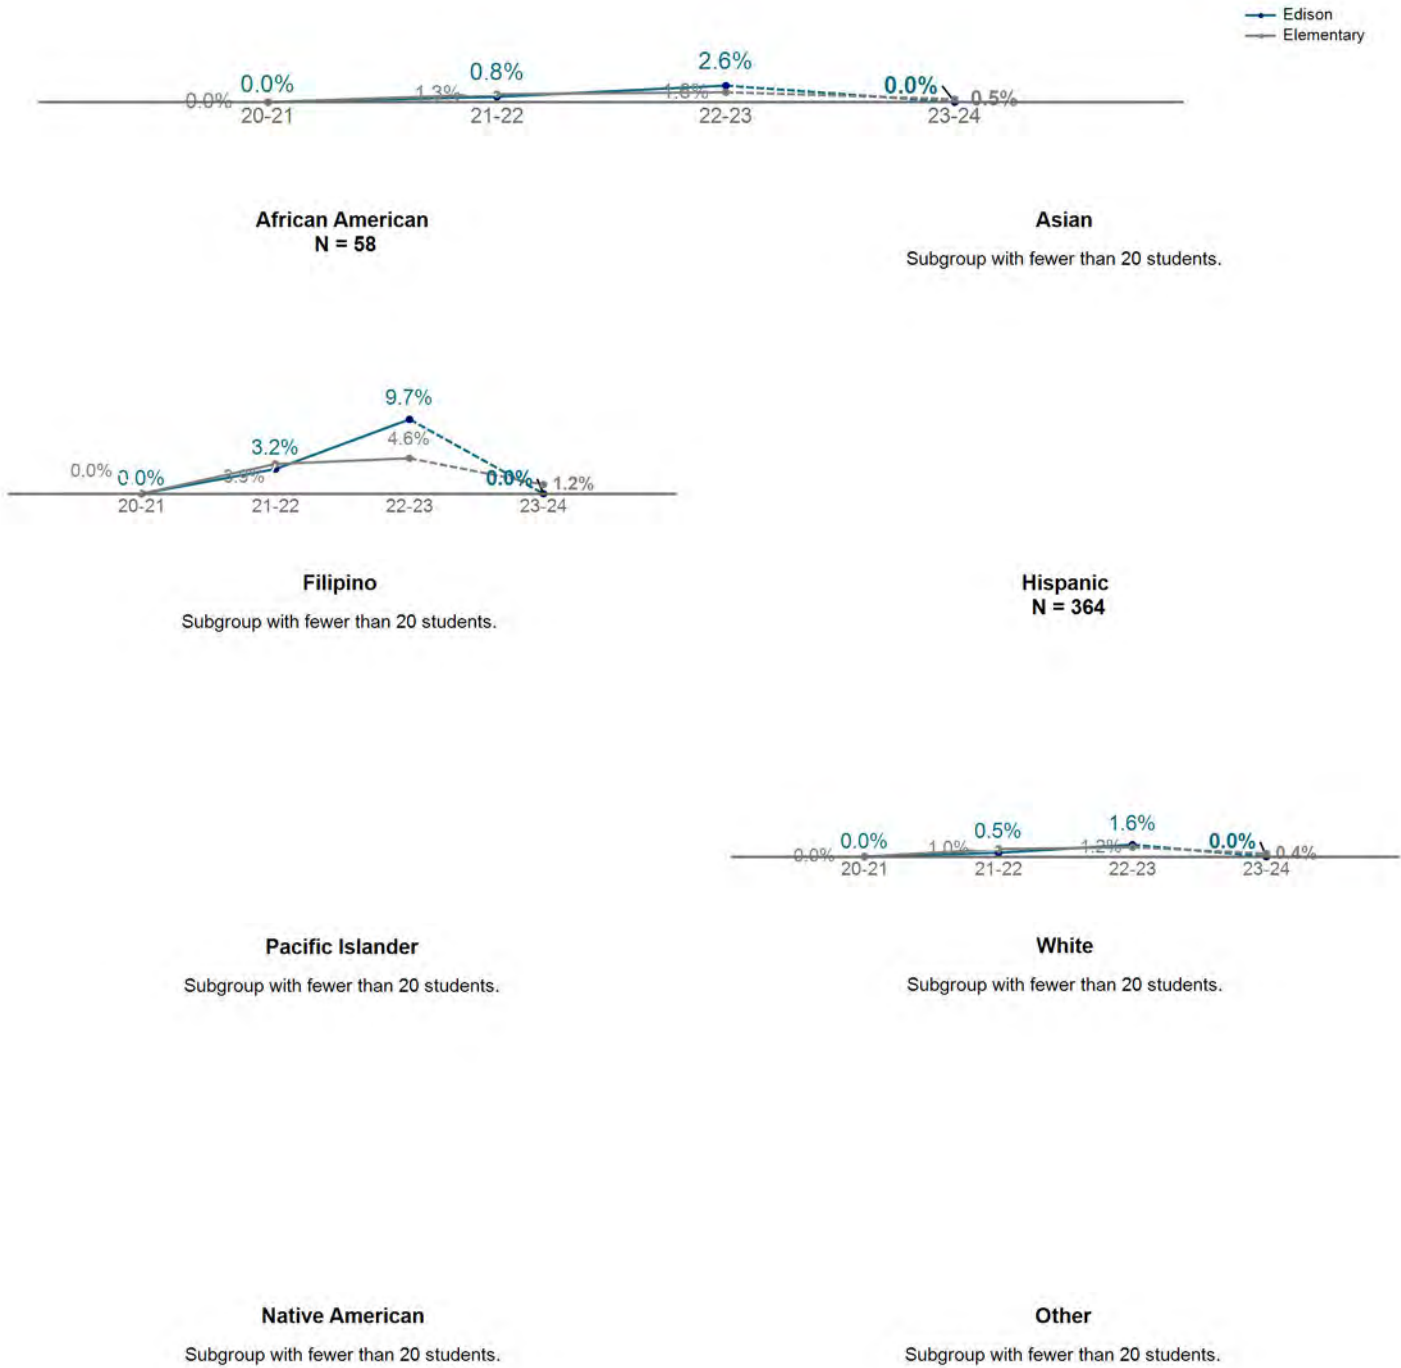 Edison
Elementary
0.0% 0.0% 1.3% 0.8% 1.8% 2.6% 0.0% 0.5%
20-21 21-22 22-23 23-24
African American
N = 58
Asian
Subgroup with fewer than 20 students.
9.7%
4.6%
3.2%
0.0% 0.0% 0.0% 1.2%
20-21 21-22 22-23 23-24
Filipino
Subgroup with fewer than 20 students.
Hispanic
N = 364
0.0% 0.0% 1.0% 0.5% 1.2% 1.6% 0.0% 0.4%
20-21 21-22 22-23 23-24
Pacific Islander
Subgroup with fewer than 20 students.
White
Subgroup with fewer than 20 students.
Native American
Subgroup with fewer than 20 students.
Other
Subgroup with fewer than 20 students.